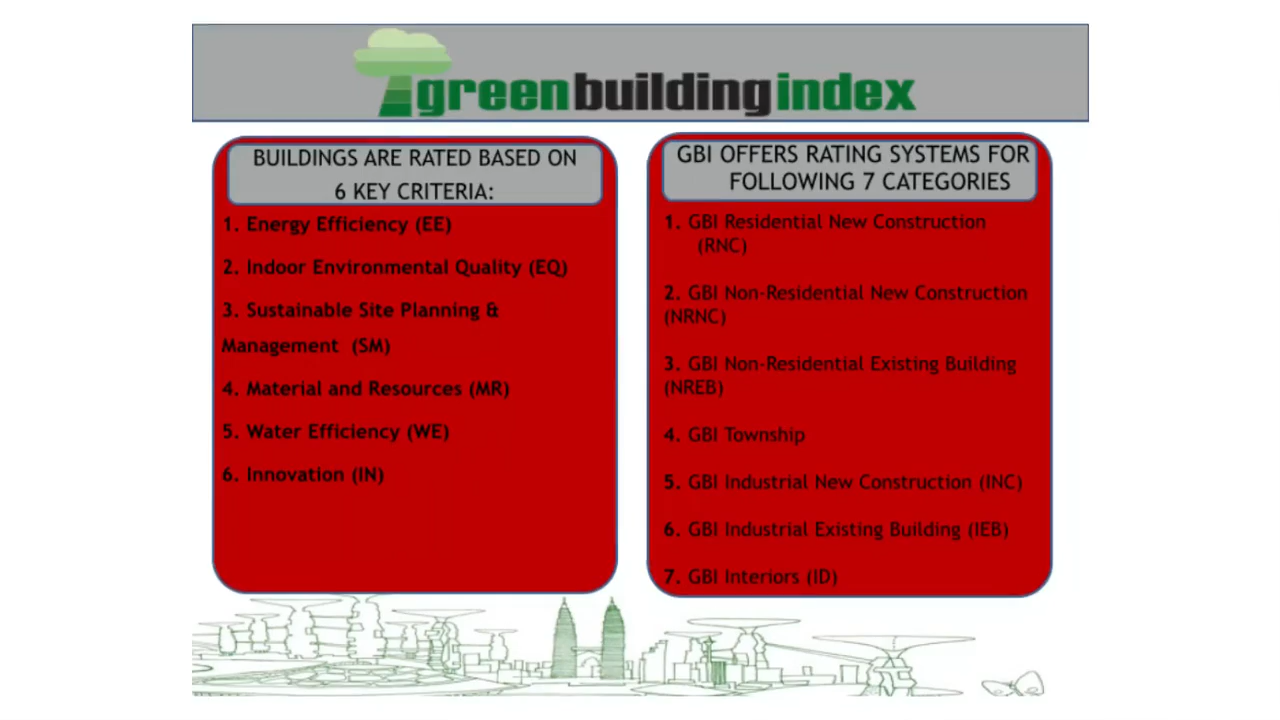 greenbuildingindex
BUILDINGS ARE RATED BASED ON
6 KEY CRITERIA:
1. Energy Efficiency (EE)
2. Indoor Environmental Quality (EQ)
3. Sustainable Site Planning &
Management (SM)
4. Material and Resources (MR)
5. Water Efficiency (WE)
6. Innovation (IN)
GBI OFFERS RATING SYSTEMS FOR
FOLLOWING 7 CATEGORIES
1. GBI Residential New Construction
(RNC)
2. GBI Non-Residential New Construction
(NRNC)
3. GBI Non-Residential Existing Building
(NREB)
4. GBI Township
5. GBI Industrial New Construction (INC)
6. GBI Industrial Existing Building (IEB)
7. GBI Interiors (ID)